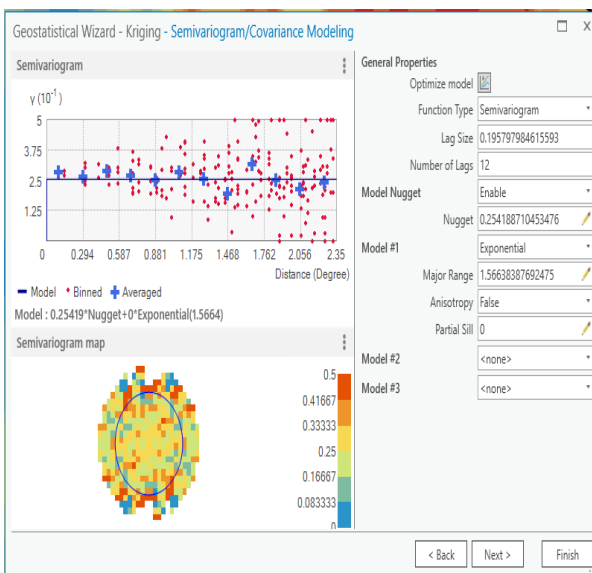 Geostatistical Wizard - Kriging - Semivariogram/Covariance Modeling
Semivariogram
γ (10⁻¹)
5
3.75
2.5
1.25
0 0.294 0.587 0.881 1.175 1.468 1.762 2.056 2.35
Distance (Degree)
Model Binned Averaged
Model : 0.25419*Nugget+0*Exponential(1.5664)
Semivariogram map
0.5
0.41667
0.33333
0.25
0.16667
0.083333
0
General Properties
Optimize model
Function Type Semivariogram
Lag Size 0.195797984615593
Number of Lags 12
Model Nugget Enable
Nugget 0.254188710453476
Model #1 Exponential
Major Range 1.56638387692475
Anisotropy False
Partial Sill 0
Model #2 <none>
Model #3 <none>
< Back Next > Finish